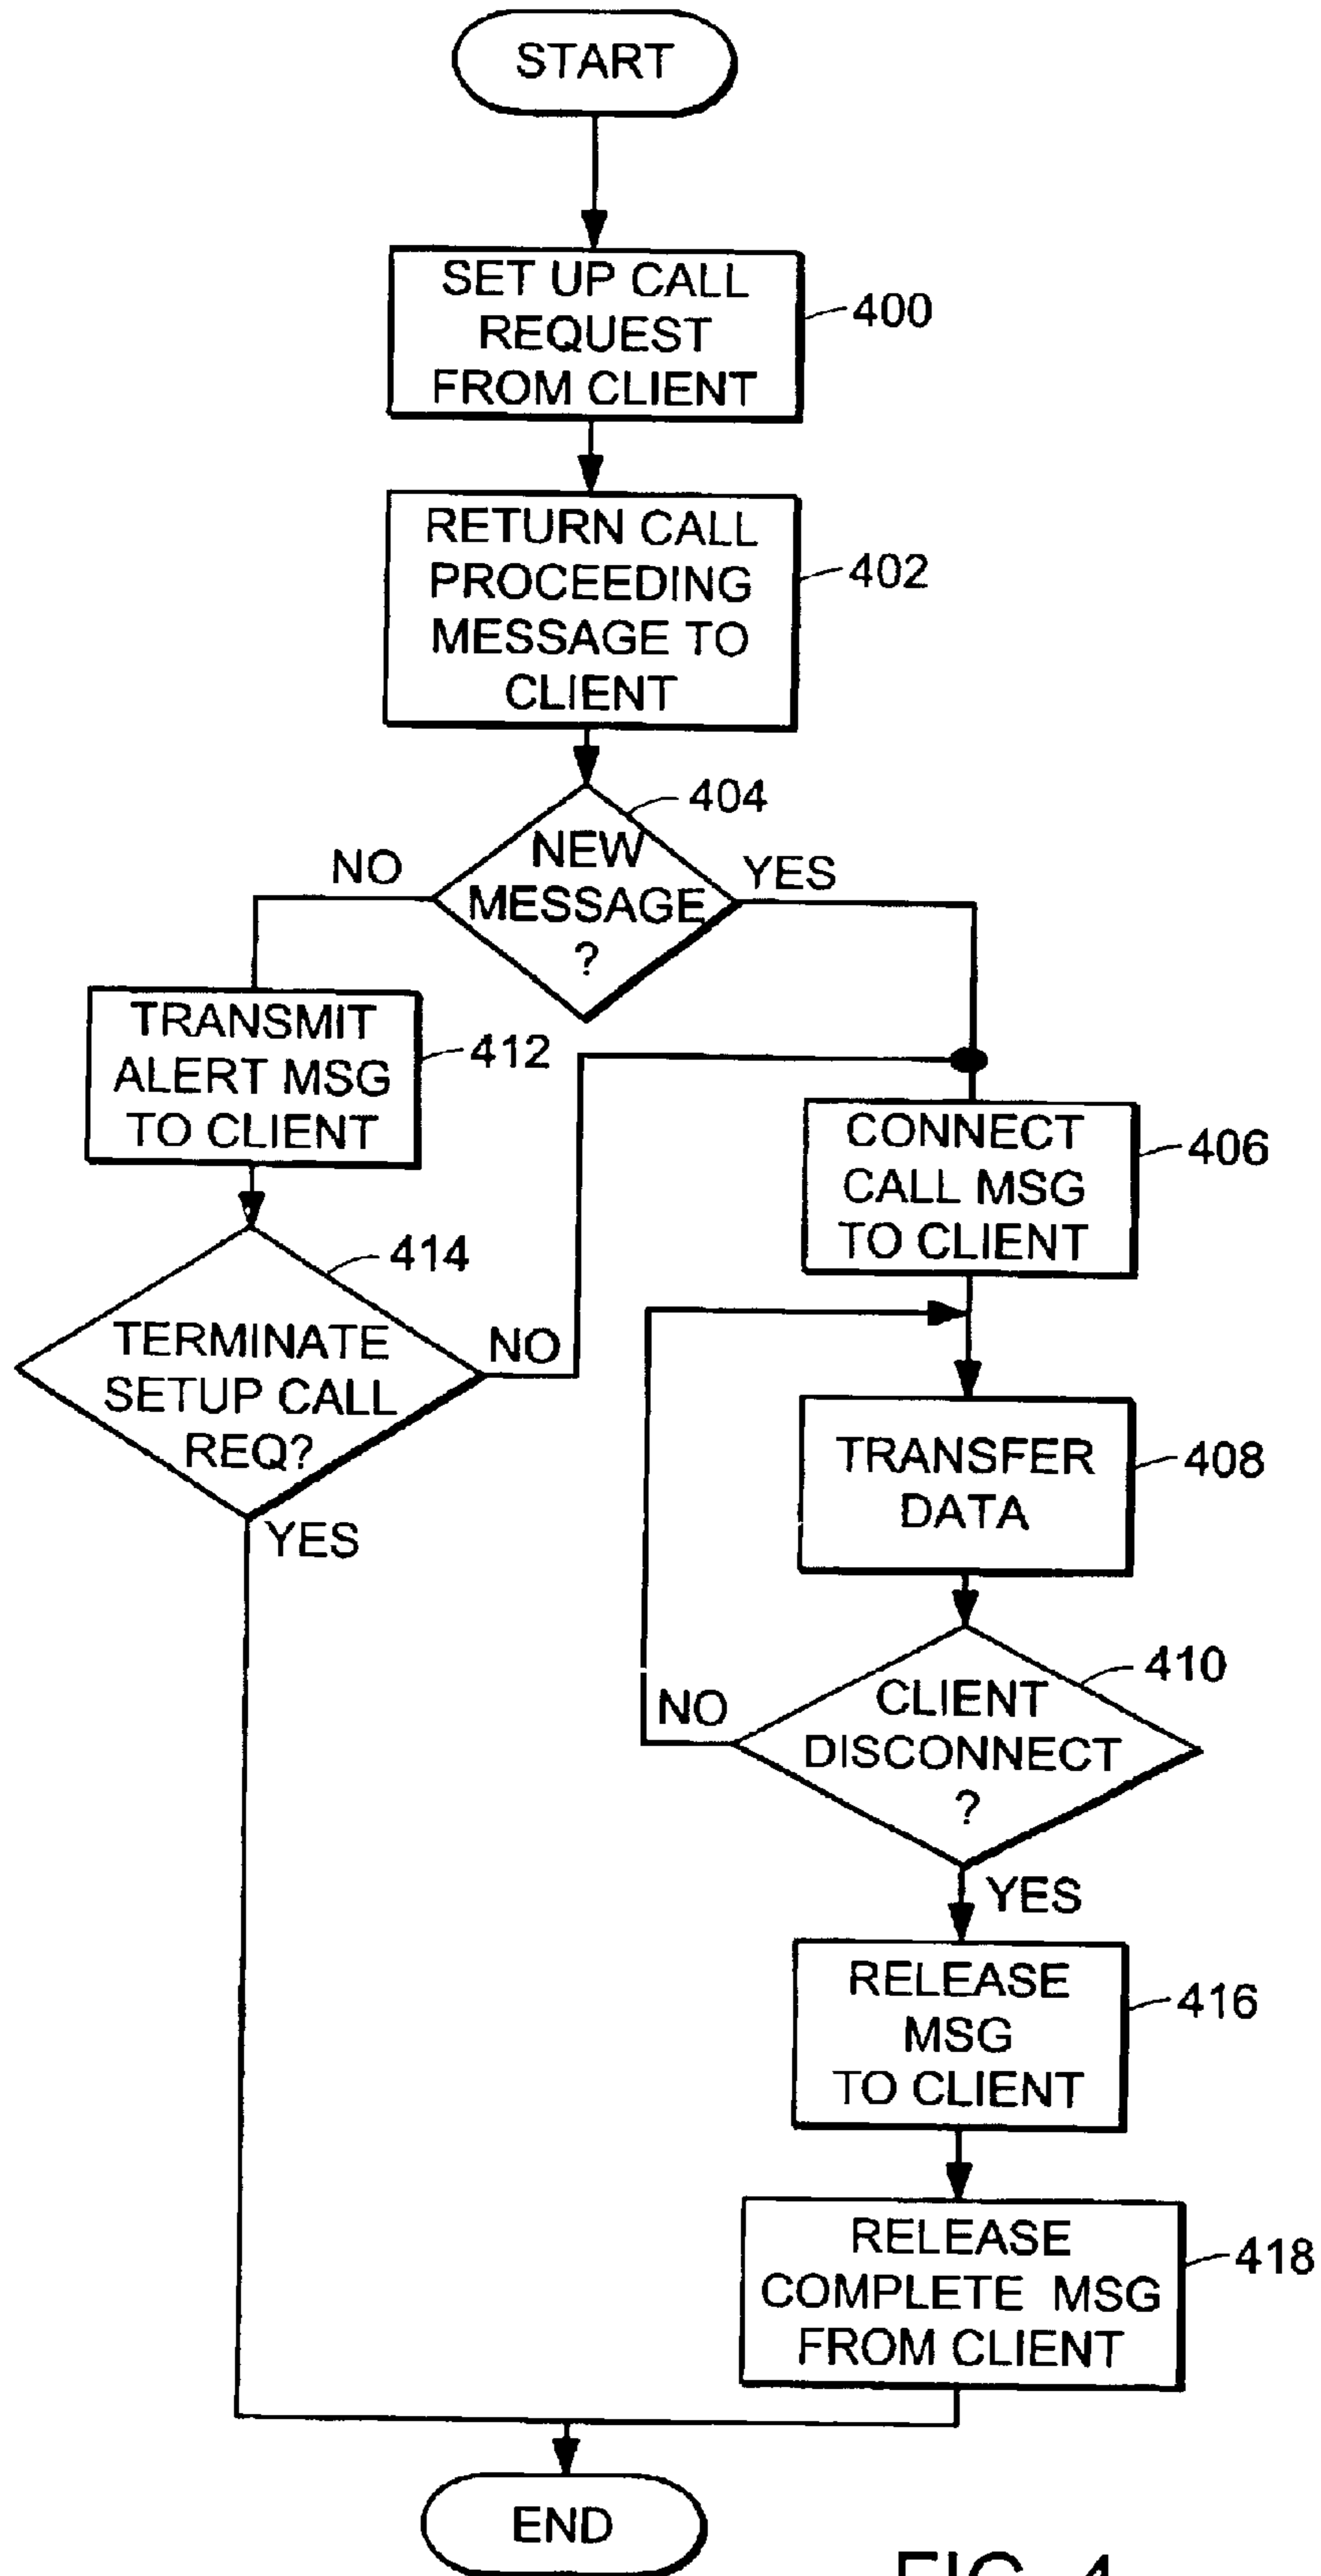 START
SET UP CALL
REQUEST
FROM CLIENT
400
RETURN CALL
PROCEEDING
MESSAGE TO
CLIENT
402
404
NEW
MESSAGE
?
NO
YES
TRANSMIT
ALERT MSG
TO CLIENT
412
CONNECT
CALL MSG
TO CLIENT
406
414
TERMINATE
SETUP CALL
REQ?
NO
YES
TRANSFER
DATA
408
410
CLIENT
DISCONNECT
?
NO
YES
RELEASE
MSG
TO CLIENT
416
RELEASE
COMPLETE MSG
FROM CLIENT
418
END
FIG. 4